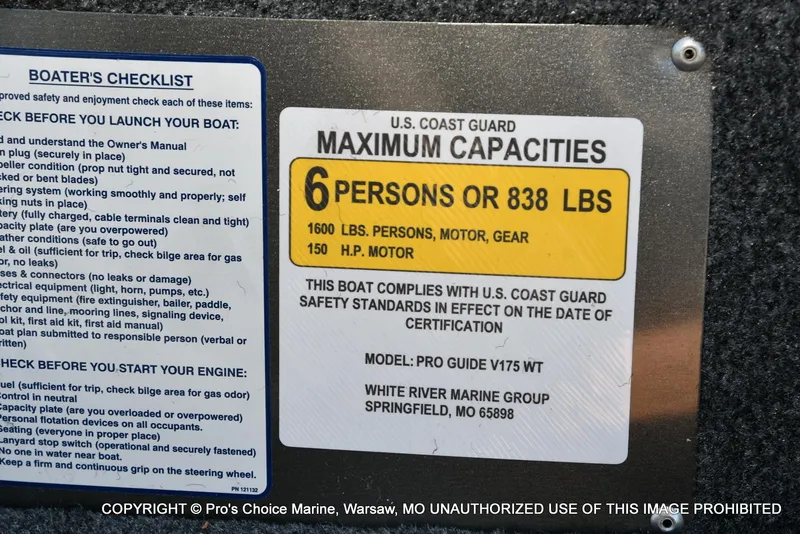 BOATER'S CHECKLIST
proved safety and enjoyment check each of these items:
ECK BEFORE YOU LAUNCH YOUR BOAT:
d and understand the Owner's Manual
n plug (securely in place)
peller condition (prop nut tight and secured, not
cked or bent blades)
ering system (working smoothly and properly; self
king nuts in place)
tery (fully charged, cable terminals clean and tight)
pacity plate (are you overpowered)
ather conditions (safe to go out)
el & oil (sufficient for trip, check bilge area for gas
or, no leaks)
ses & connectors (no leaks or damage)
ectrical equipment (light, horn, pumps, etc.)
fety equipment (fire extinguisher, bailer, paddle,
chor and line, mooring lines, signaling device,
ol kit, first aid kit, first aid manual)
oat plan submitted to responsible person (verbal or
ritten)
HECK BEFORE YOU START YOUR ENGINE:
uel (sufficient for trip, check bilge area for gas odor)
ontrol in neutral
Capacity plate (are you overloaded or overpowered)
Personal flotation devices on all occupants.
Seating (everyone in proper place)
Lanyard stop switch (operational and securely fastened)
No one in water near boat.
Keep a firm and continuous grip on the steering wheel.
PN 121132
U.S. COAST GUARD
MAXIMUM CAPACITIES
6 PERSONS OR 838 LBS
1600 LBS. PERSONS, MOTOR, GEAR
150 H.P. MOTOR
THIS BOAT COMPLIES WITH U.S. COAST GUARD
SAFETY STANDARDS IN EFFECT ON THE DATE OF
CERTIFICATION
MODEL: PRO GUIDE V175 WT
WHITE RIVER MARINE GROUP
SPRINGFIELD, MO 65898
COPYRIGHT © Pro's Choice Marine, Warsaw, MO UNAUTHORIZED USE OF THIS IMAGE PROHIBITED